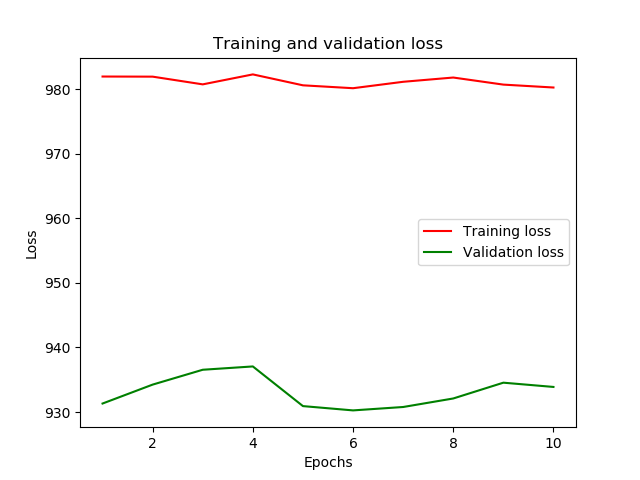 Training and validation loss
980
970
960
950
940
930
Loss
Training loss
Validation loss
2
4
6
8
10
Epochs